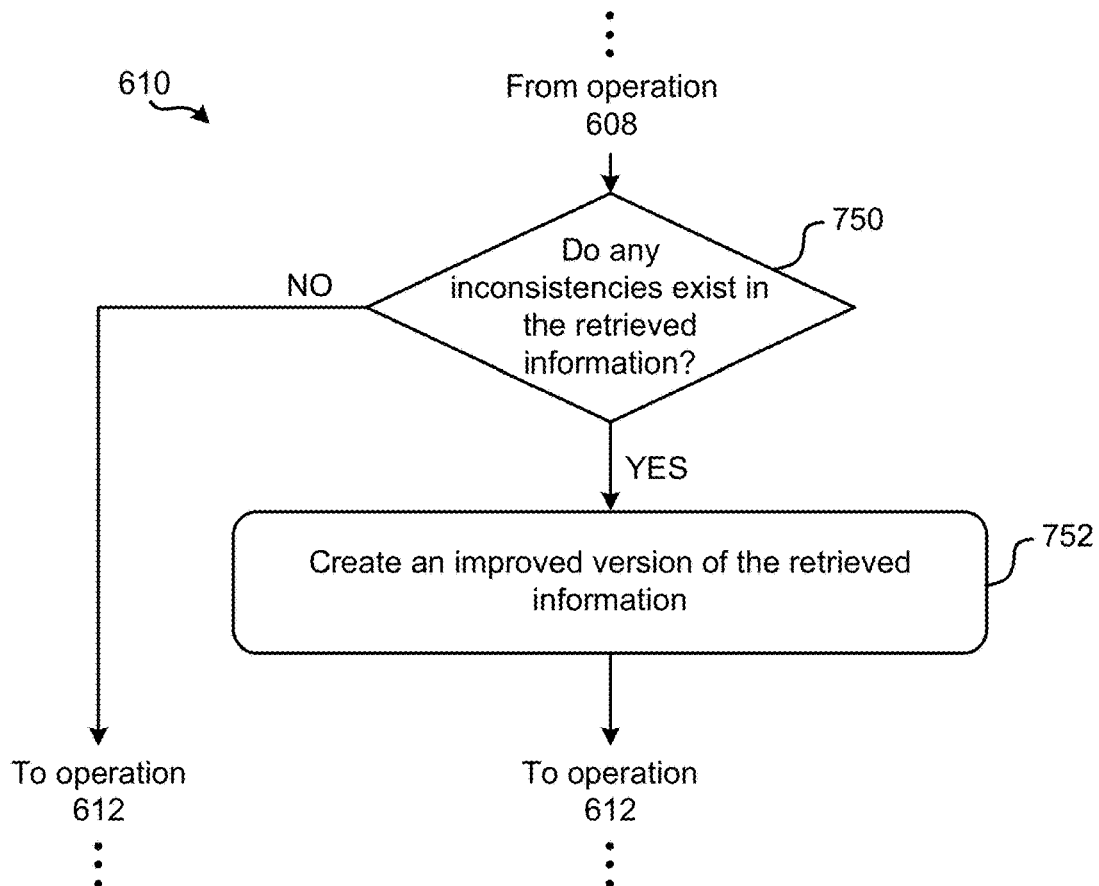 610
From operation
608
750
Do any
inconsistencies exist in
the retrieved
information?
NO
YES
752
Create an improved version of the retrieved
information
To operation
612
To operation
612